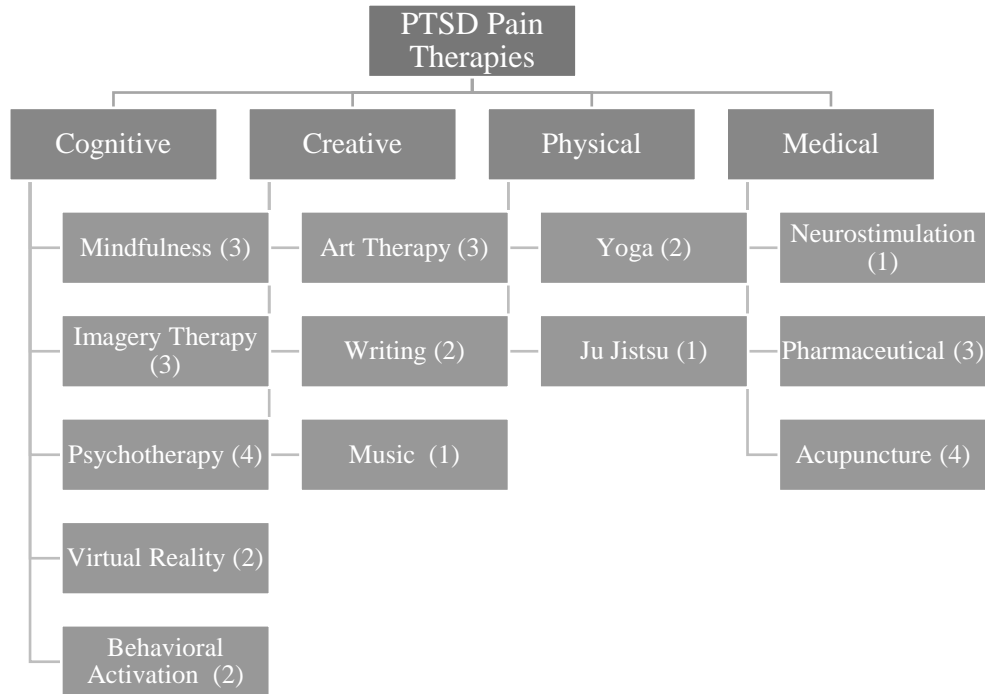 PTSD Pain
Therapies
Cognitive
Creative
Physical
Medical
Mindfulness (3)
Art Therapy (3)
Yoga (2)
Neurostimulation
(1)
Imagery Therapy
(3)
Writing (2)
Ju Jistsu (1)
Pharmaceutical (3)
Psychotherapy (4)
Music (1)
Acupuncture (4)
Virtual Reality (2)
Behavioral
Activation (2)